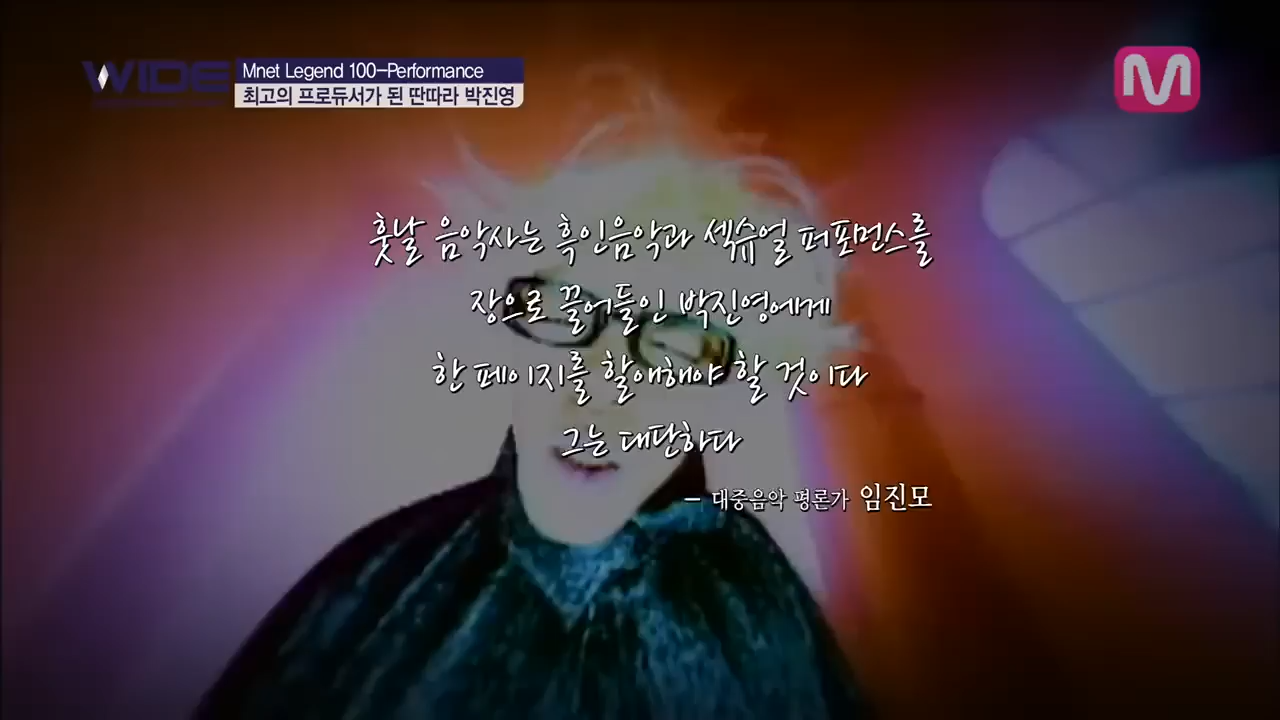 WIDE
Mnet Legend 100-Performance
최고의 프로듀서가 된 딴따라 박진영
M
훗날 음악사는 흑인음악과 섹슈얼 퍼포먼스를
장으로 끌어들인 박진영에게
한 페이지를 할애해야 할 것이다
그는 대단하다
- 대중음악 평론가 임진모